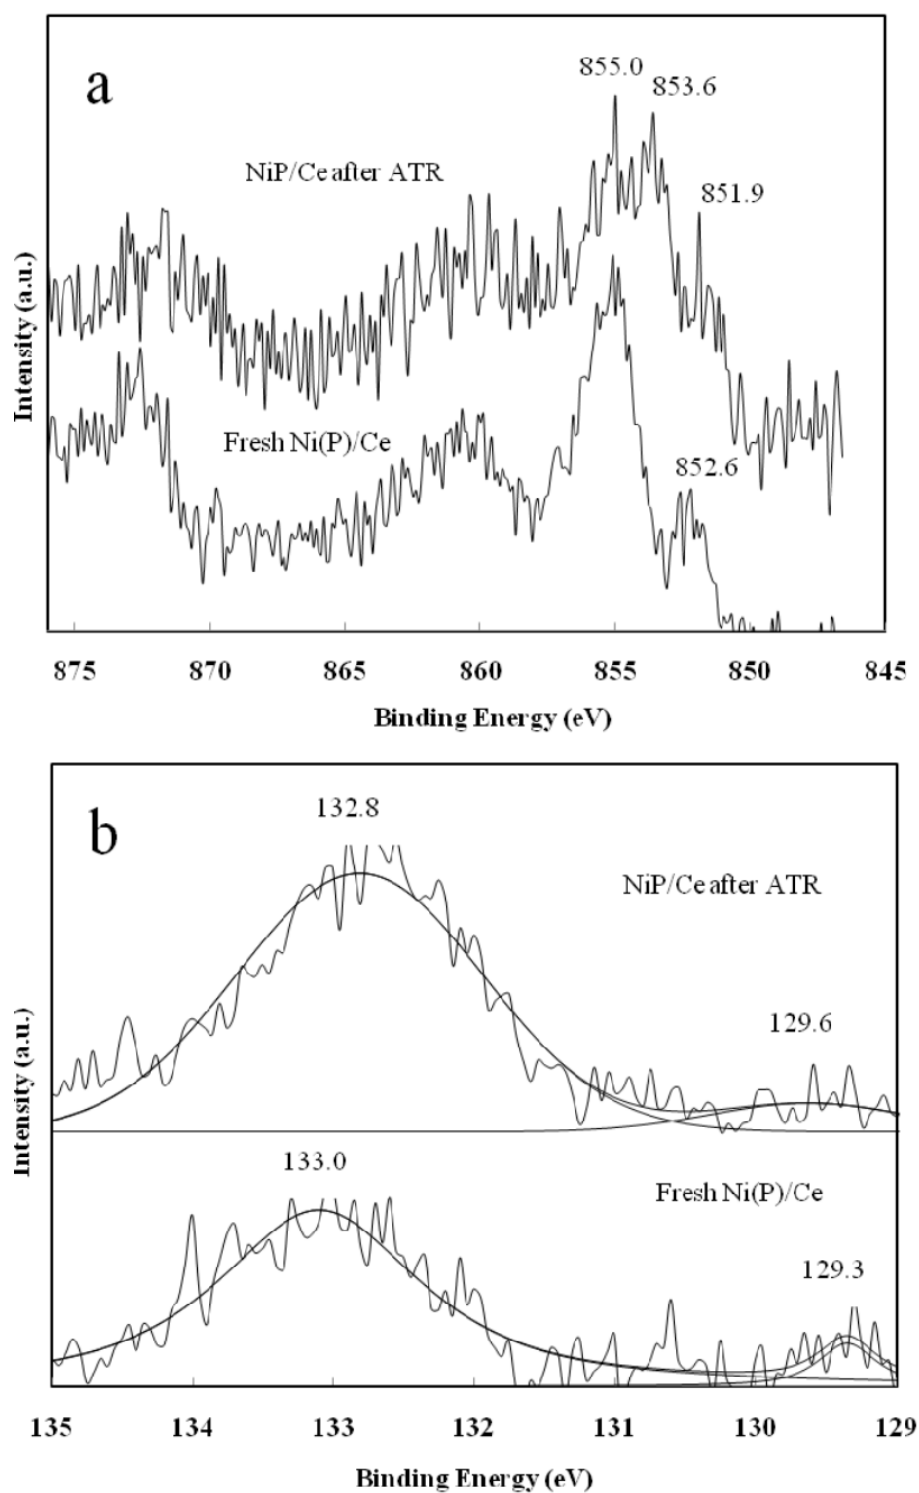 a
855.0
853.6
NiP/Ce after ATR
851.9
Intensity (a.u.)
Fresh Ni(P)/Ce
852.6
875 870 865 860 855 850 845
Binding Energy (eV)
b
132.8
NiP/Ce after ATR
129.6
Intensity (a.u.)
133.0
Fresh Ni(P)/Ce
129.3
135 134 133 132 131 130 129
Binding Energy (eV)